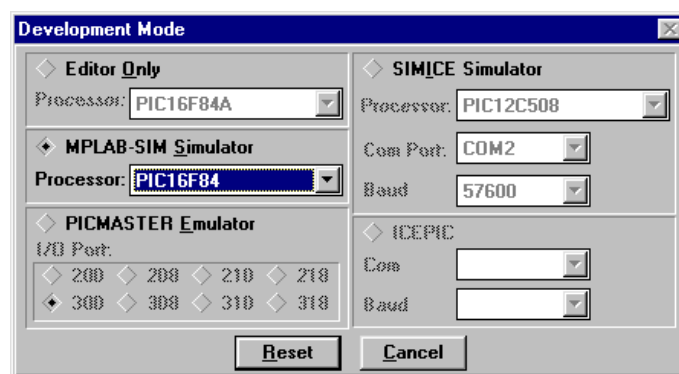 Development Mode
Editor Only
Processor: PIC16F84A
MPLAB-SIM Simulator
Processor: PIC16F84
PICMASTER Emulator
I/O Port:
200 208 210 218
300 308 310 318
SIMICE Simulator
Processor: PIC12C508
Com Port: COM2
Baud 57600
ICEPIC
Com
Baud
Reset Cancel